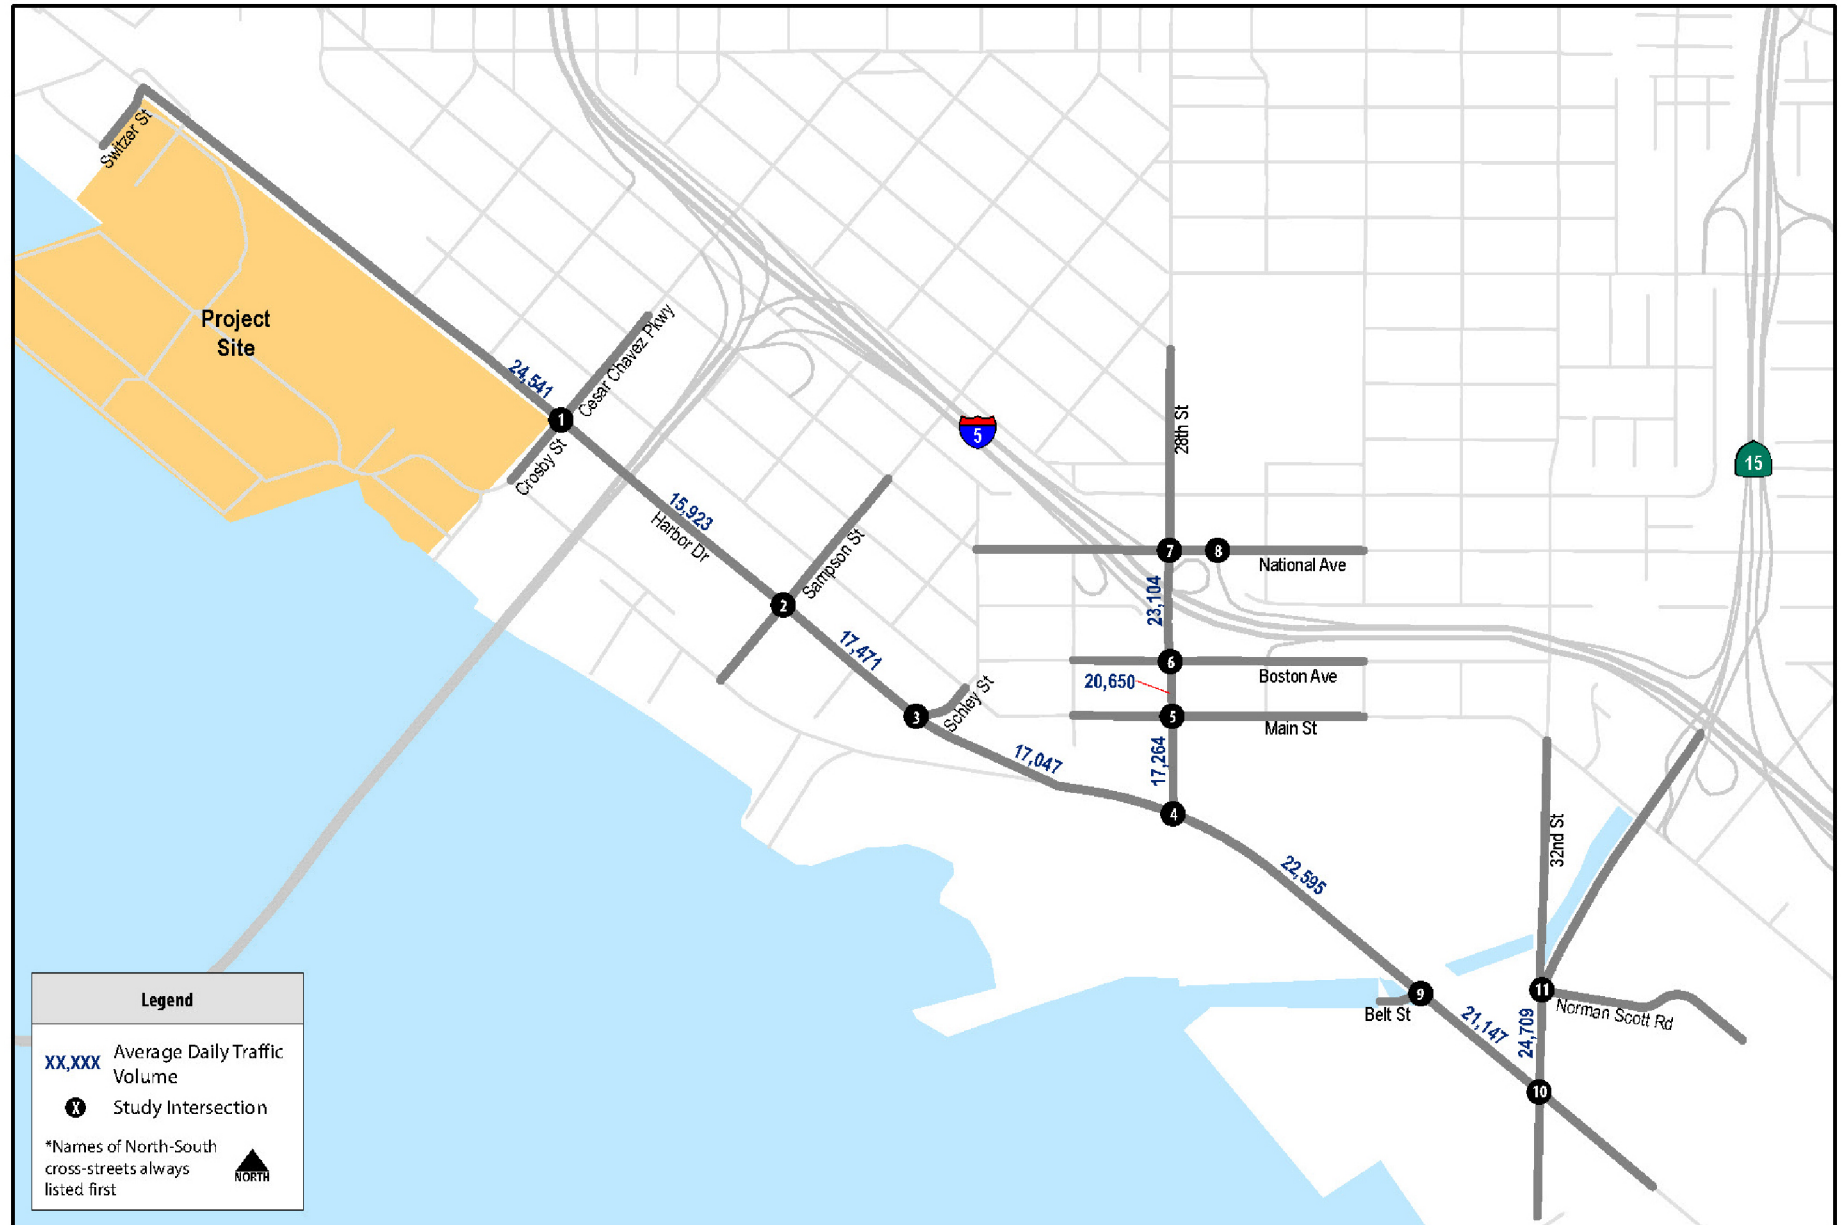 Switzer St
Project
Site
24,541
Cesar Chavez Pkwy
1
Crosby St
15,923
Harbor Dr
Sampson St
2
17,471
3
Schley St
17,047
5
15
28th St
7
8
National Ave
23,104
6
Boston Ave
20,650
5
Main St
17,264
4
22,595
32nd St
9
Belt St
21,147
11
Norman Scott Rd
24,709
10
Legend
XX,XXX
Average Daily Traffic
Volume
X
Study Intersection
*Names of North-South
cross-streets always
listed first
NORTH